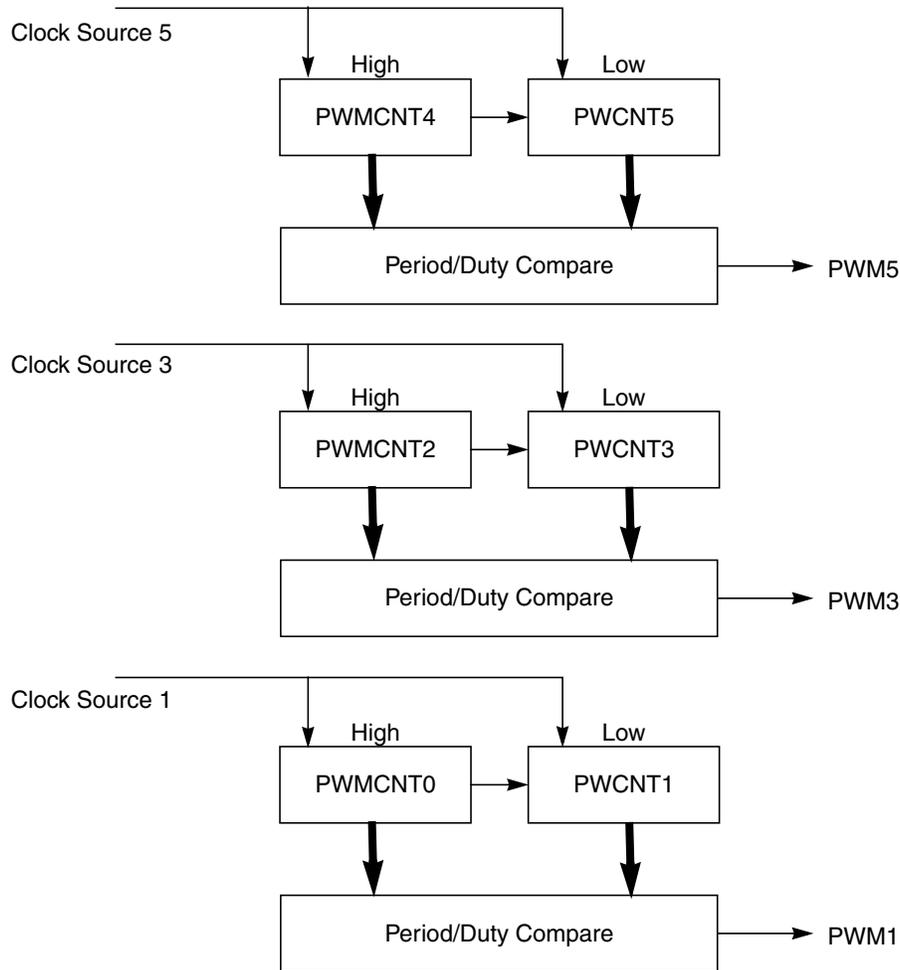 Clock Source 5
High
Low
PWMCNT4
PWCNT5
Period/Duty Compare
PWM5
Clock Source 3
High
Low
PWMCNT2
PWCNT3
Period/Duty Compare
PWM3
Clock Source 1
High
Low
PWMCNT0
PWCNT1
Period/Duty Compare
PWM1